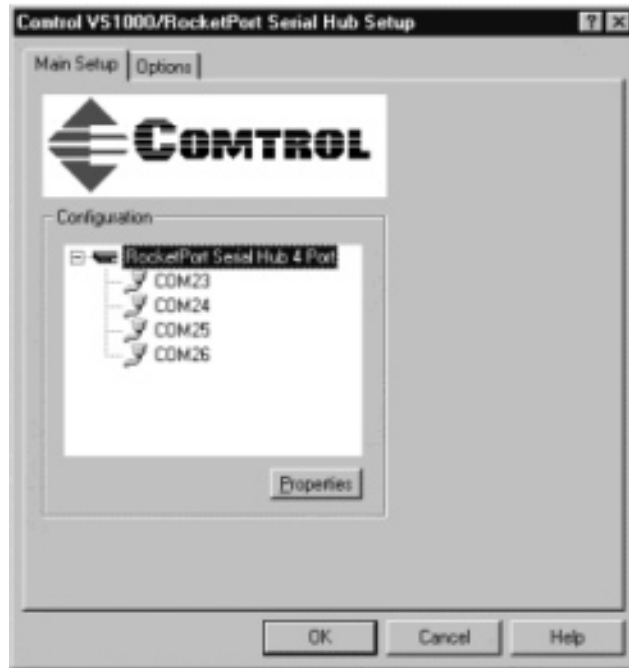 Comtrol VS1000/RocketPort Serial Hub Setup
Main Setup
Options
COMTROL
Configuration
RocketPort Serial Hub 4 Port
COM23
COM24
COM25
COM26
Properties
OK
Cancel
Help